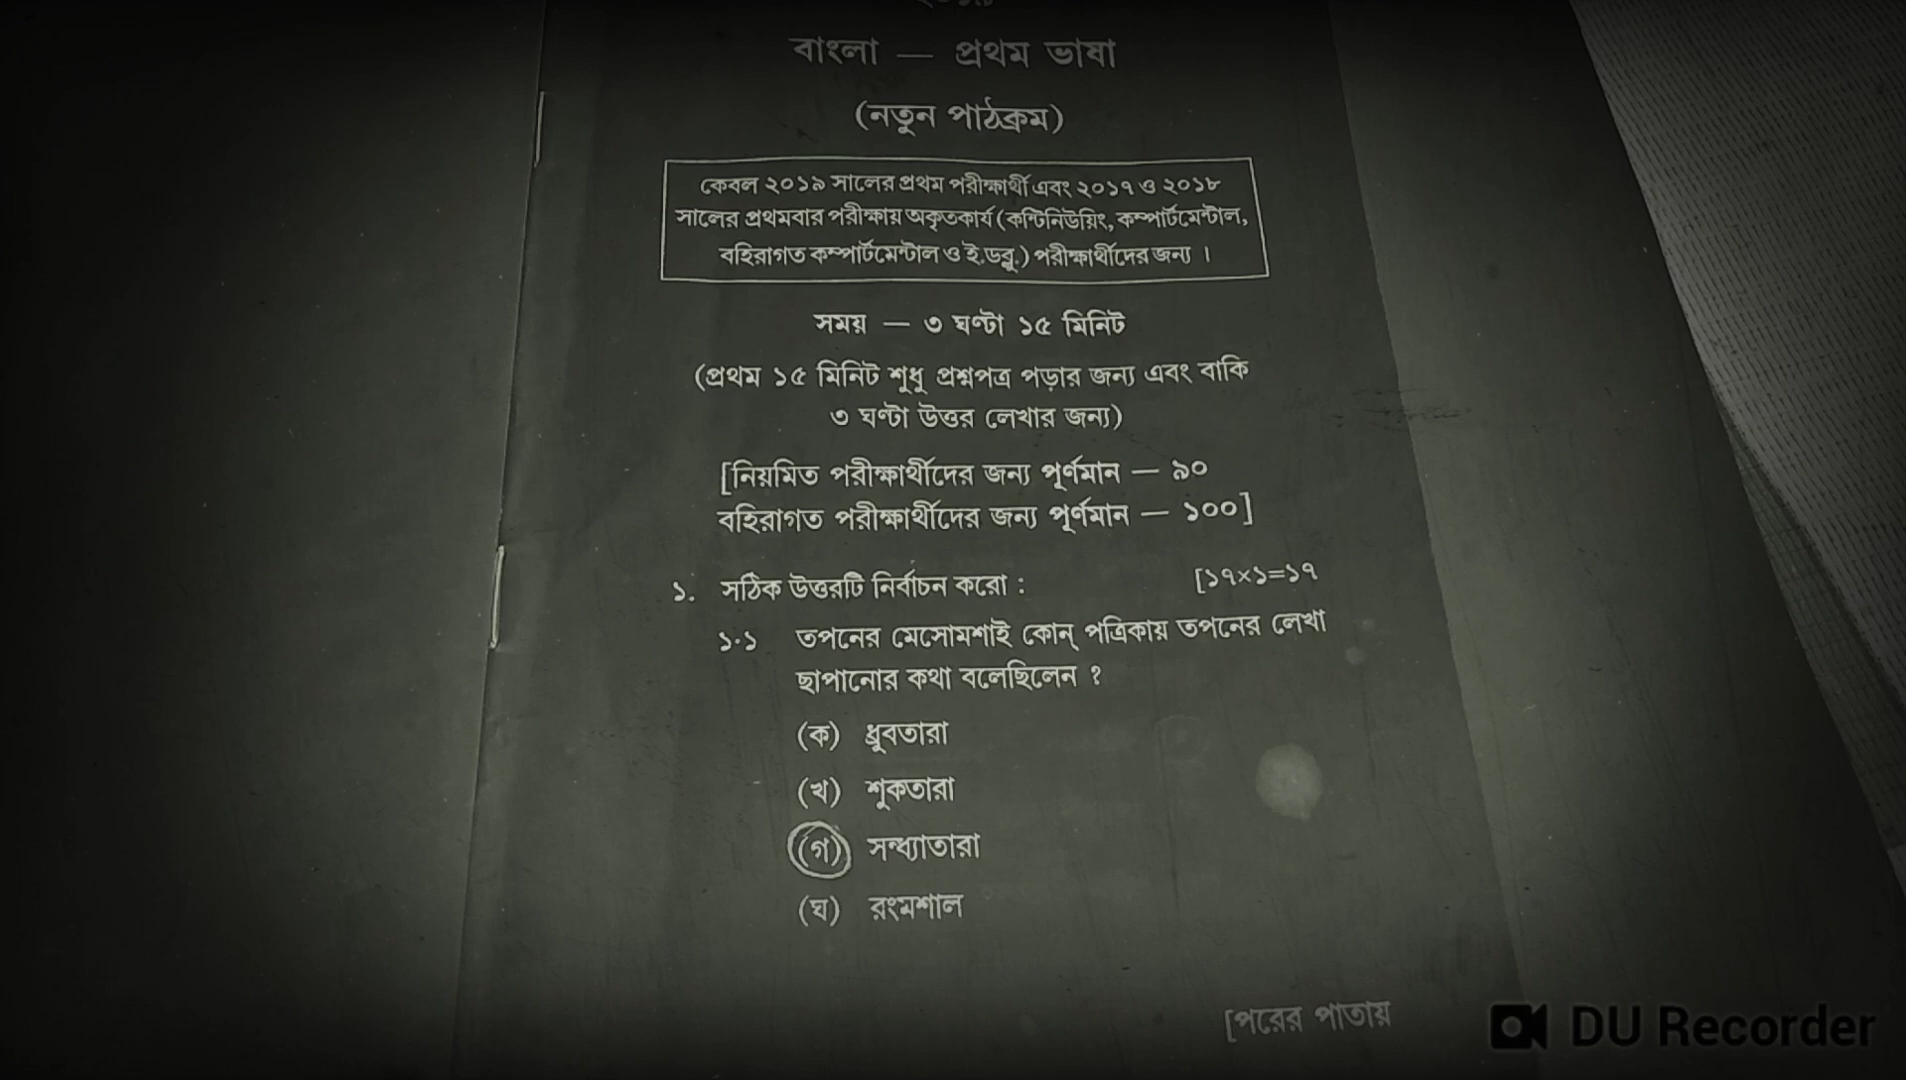 ২০১৯
বাংলা — প্রথম ভাষা
(নতুন পাঠক্রম)
কেবল ২০১৯ সালের প্রথম পরীক্ষার্থী এবং ২০১৭ ও ২০১৮
সালের প্রথমবার পরীক্ষায় অকৃতকার্য (কন্টিনিউয়িং, কম্পার্টমেন্টাল,
বহিরাগত কম্পার্টমেন্টাল ও ই.ডব্লু.) পরীক্ষার্থীদের জন্য ।
সময় — ৩ ঘণ্টা ১৫ মিনিট
(প্রথম ১৫ মিনিট শুধু প্রশ্নপত্র পড়ার জন্য এবং বাকি
৩ ঘণ্টা উত্তর লেখার জন্য)
[নিয়মিত পরীক্ষার্থীদের জন্য পূর্ণমান — ৯০
বহিরাগত পরীক্ষার্থীদের জন্য পূর্ণমান — ১০০]
১. সঠিক উত্তরটি নির্বাচন করো : [১৭×১=১৭
১.১ তপনের মেসোমশাই কোন্ পত্রিকায় তপনের লেখা
ছাপানোর কথা বলেছিলেন ?
(ক) ধ্রুবতারা
(খ) শুকতারা
(গ) সন্ধ্যাতারা
(ঘ) রংমশাল
[পরের পাতায়
DU Recorder